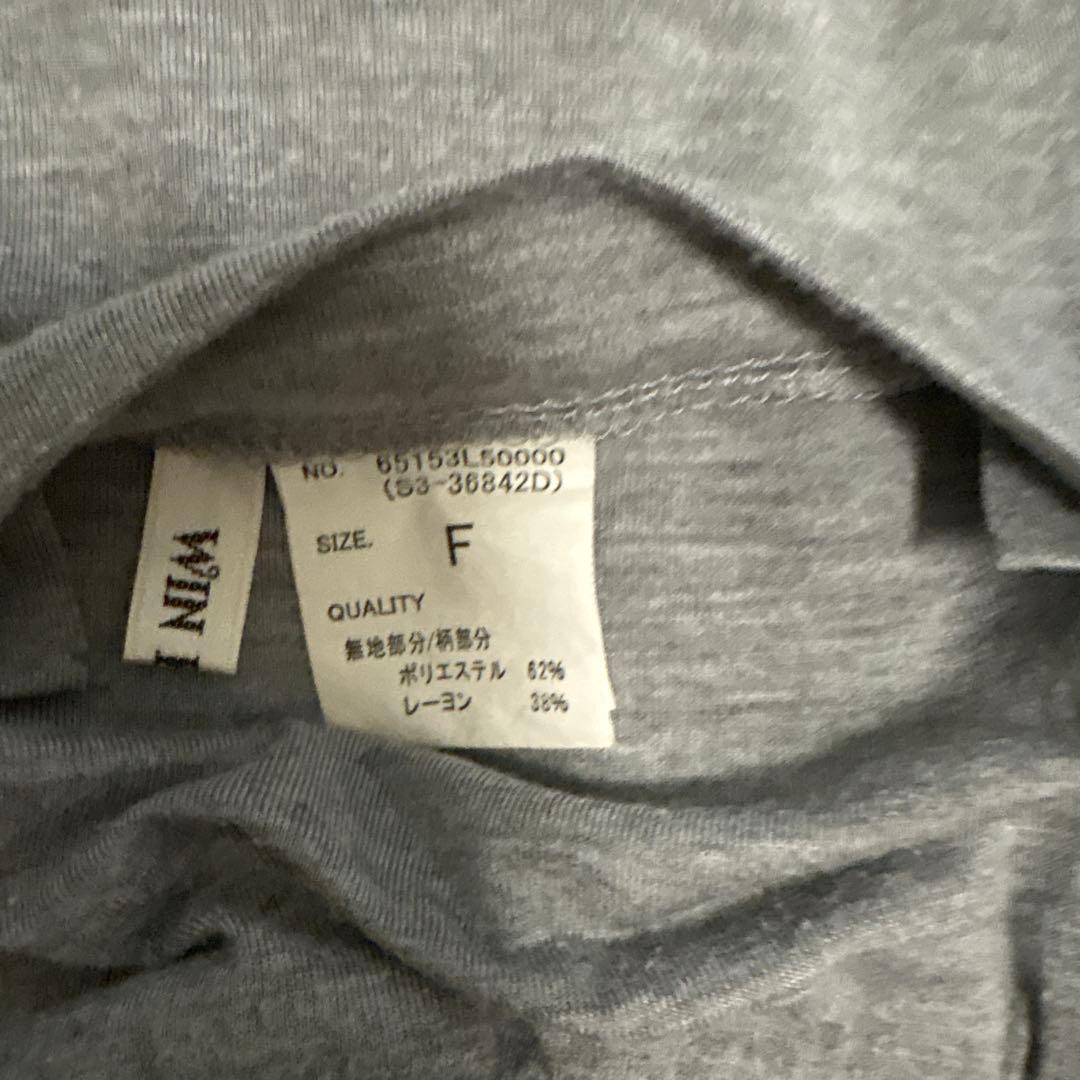 NO. 65153L50000
(S3-36842D)
SIZE. F
QUALITY
無地部分/柄部分
ポリエステル 62%
レーヨン 38%
WIN